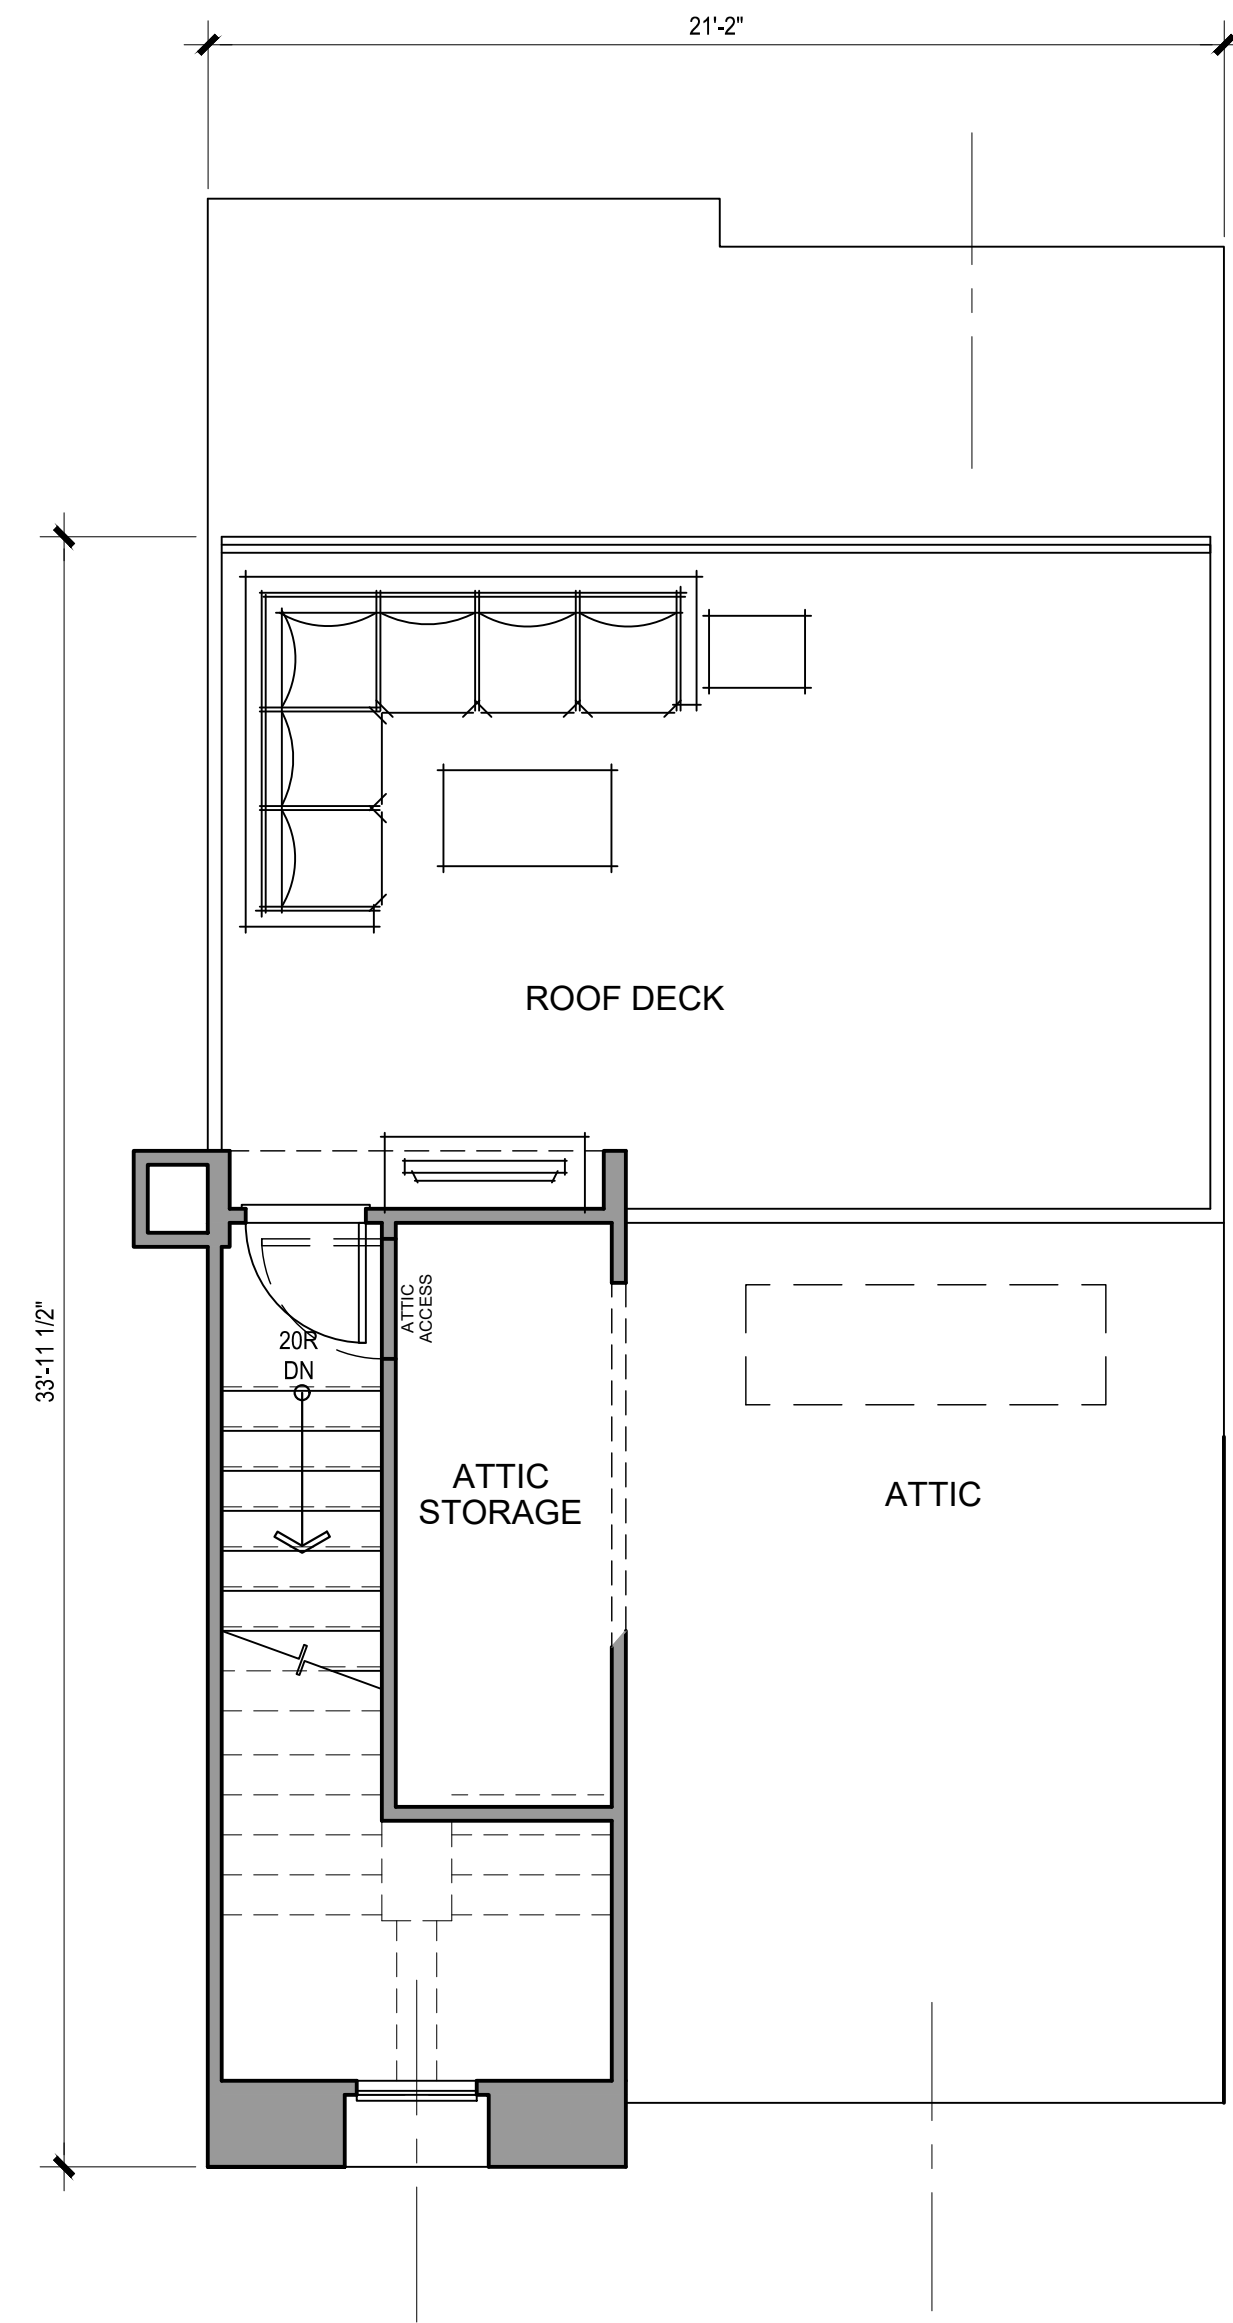 21'-2"
ROOF DECK
33'-11 1/2"
ATTIC
ACCESS
20R
DN
ATTIC
STORAGE
ATTIC